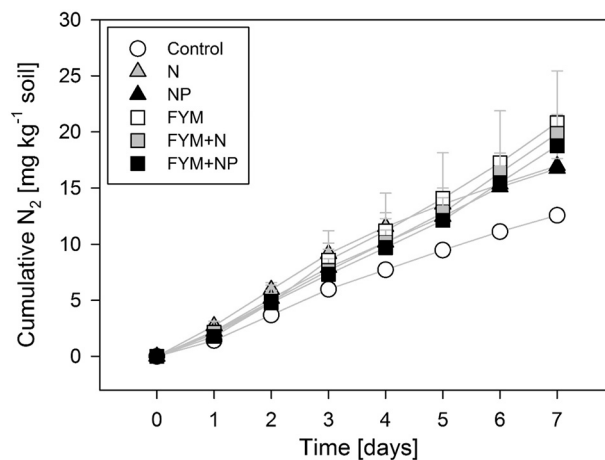 30
25
20
15
10
5
0
Cumulative N₂ [mg kg⁻¹ soil]
Control
N
NP
FYM
FYM+N
FYM+NP
0 1 2 3 4 5 6 7
Time [days]